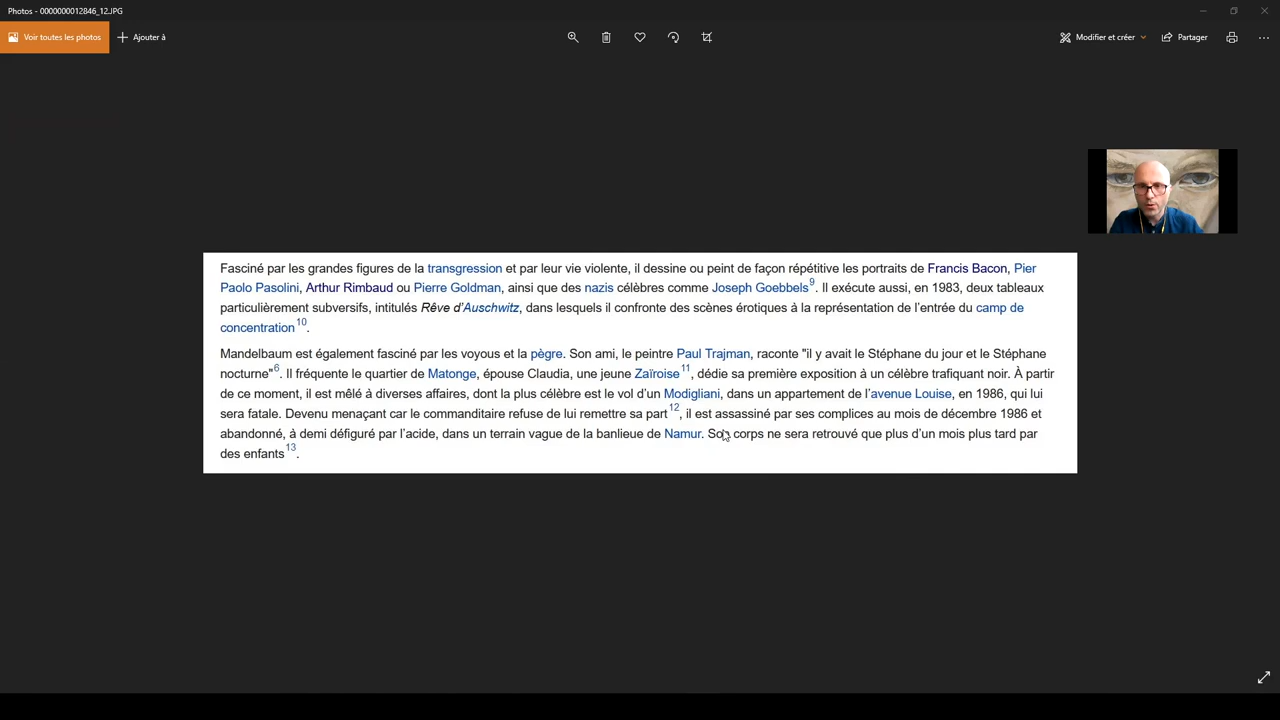 Photos - 0000000012846_12.JPG
Voir toutes les photos
Ajouter à
Modifier et créer
Partager
Fasciné par les grandes figures de la transgression et par leur vie violente, il dessine ou peint de façon répétitive les portraits de Francis Bacon, Pier
Paolo Pasolini, Arthur Rimbaud ou Pierre Goldman, ainsi que des nazis célèbres comme Joseph Goebbels9. Il exécute aussi, en 1983, deux tableaux
particulièrement subversifs, intitulés Rêve d'Auschwitz, dans lesquels il confronte des scènes érotiques à la représentation de l'entrée du camp de
concentration10.
Mandelbaum est également fasciné par les voyous et la pègre. Son ami, le peintre Paul Trajman, raconte "il y avait le Stéphane du jour et le Stéphane
nocturne"6. Il fréquente le quartier de Matonge, épouse Claudia, une jeune Zaïroise11, dédie sa première exposition à un célèbre trafiquant noir. À partir
de ce moment, il est mêlé à diverses affaires, dont la plus célèbre est le vol d'un Modigliani, dans un appartement de l'avenue Louise, en 1986, qui lui
sera fatale. Devenu menaçant car le commanditaire refuse de lui remettre sa part12, il est assassiné par ses complices au mois de décembre 1986 et
abandonné, à demi défiguré par l'acide, dans un terrain vague de la banlieue de Namur. Son corps ne sera retrouvé que plus d'un mois plus tard par
des enfants13.